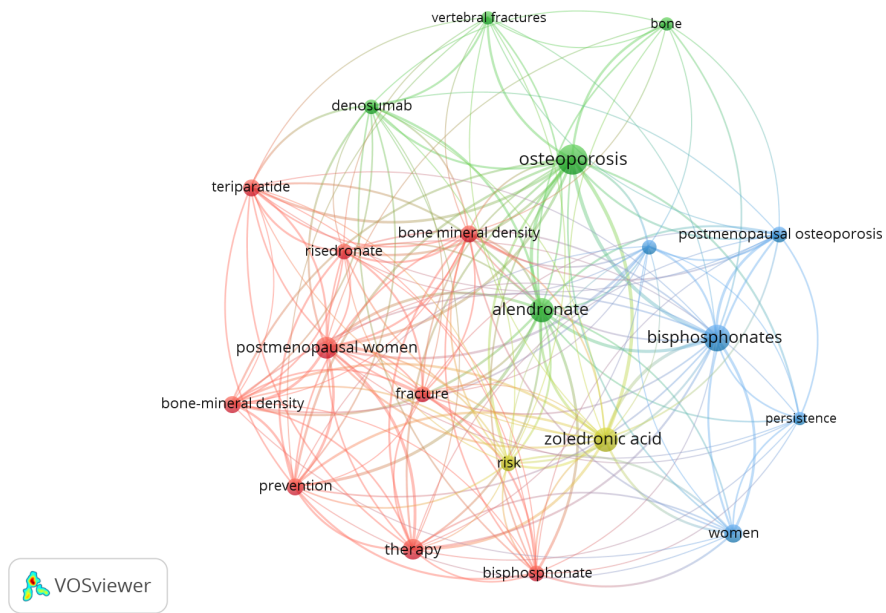 vertebral fractures
bone
denosumab
osteoporosis
teriparatide
bone mineral density
postmenopausal osteoporosis
risedronate
alendronate
bisphosphonates
postmenopausal women
fracture
bone-mineral density
persistence
zoledronic acid
risk
prevention
women
therapy
bisphosphonate
VOSviewer